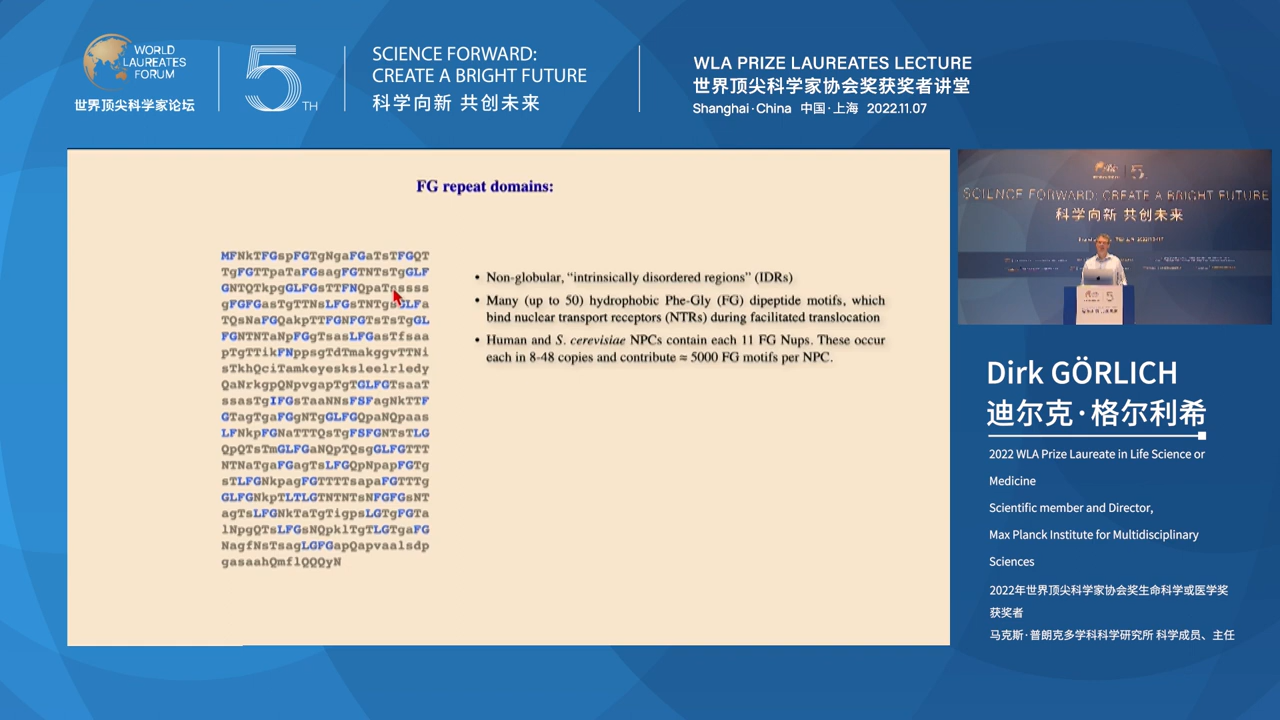 WORLD
LAUREATES
FORUM
世界顶尖科学家论坛
5TH
SCIENCE FORWARD:
CREATE A BRIGHT FUTURE
科学向新 共创未来
WLA PRIZE LAUREATES LECTURE
世界顶尖科学家协会奖获奖者讲堂
Shanghai·China 中国·上海 2022.11.07
FG repeat domains:
MFNkTFGspFGTgNgaFGaTsTFGQT
TgFGTTpaTaFGsagFGTNTsTgGLF
GNTQTkpgGLFGsTTFNQpaTgssss
gFGFGasTgTTNsLFGsTNTgs
LFa
TQsNaFGQakpTTFGNFGTsTsTgGL
FGNTNTaNpFGgTsasLFGasTfsaa
pTgTTikFNppsgTdTmakggvTTNi
sTkhQciTamkeyesksleelrledy
QaNrkgpQNpvgapTgTGLFGTsaaT
ssasTgIFGsTaaNNsFSFagNkTTF
GTagTgaFGgNTgGLFGQpaNQpaas
LFNkpFGNaTTTQsTgFSFGNTsTLG
QpQTsTmGLFGaNQpTQsgGLFGTTT
NTNaTgaFGagTsLFGQpNpapFGTg
sTLFGNkpagFGTTTTsapaFGTTTg
GLFGNkpTLTLGTNTNTsNFGFGsNT
agTsLFGNkTaTgTigpsLGTgFGTa
lNpgQTsLFGsNQpklTgTLGTgaFG
NagfNsTsagLGFGapQapvaalsdp
gasaahQmflQQQyN
• Non-globular, “intrinsically disordered regions” (IDRs)
• Many (up to 50) hydrophobic Phe-Gly (FG) dipeptide motifs, which
bind nuclear transport receptors (NTRs) during facilitated translocation
• Human and S. cerevisiae NPCs contain each 11 FG Nups. These occur
each in 8-48 copies and contribute ≈ 5000 FG motifs per NPC.
SCIENCE FORWARD: CREATE A BRIGHT FUTURE
科学向新 共创未来
Dirk GÖRLICH
迪尔克·格尔利希
2022 WLA Prize Laureate in Life Science or
Medicine
Scientific member and Director,
Max Planck Institute for Multidisciplinary
Sciences
2022年世界顶尖科学家协会奖生命科学或医学奖
获奖者
马克斯·普朗克多学科科学研究所 科学成员、主任